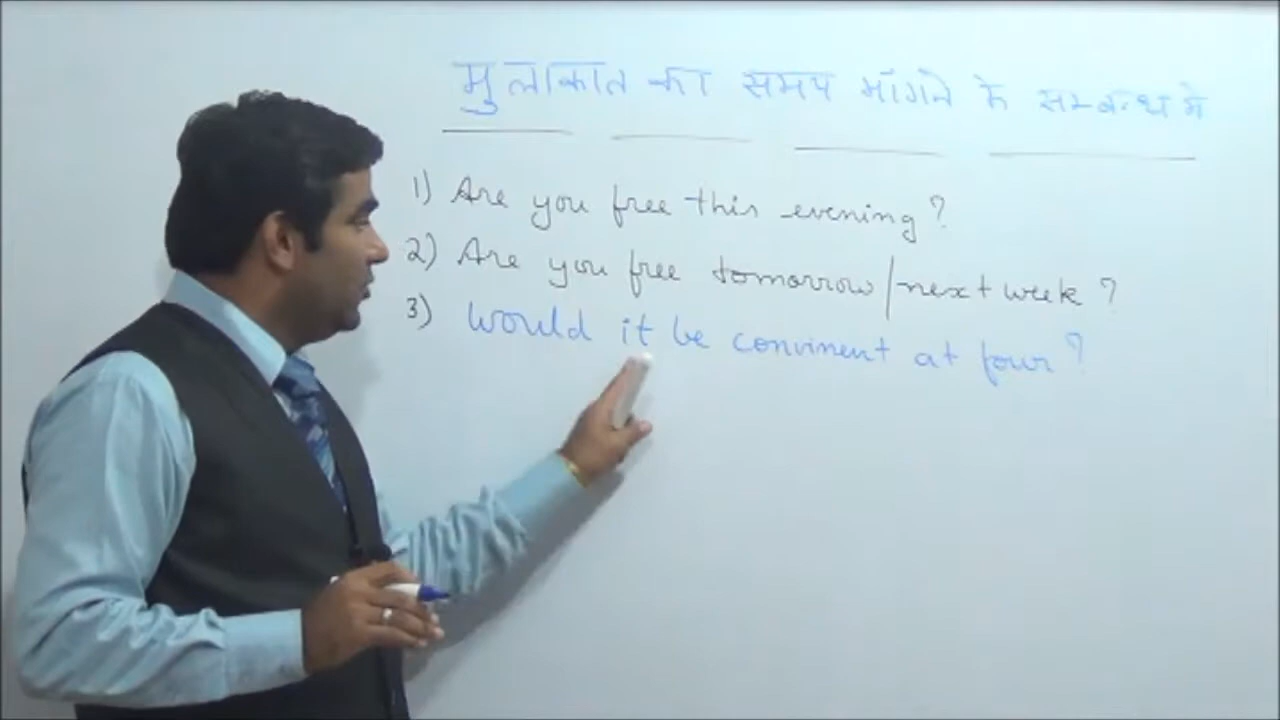 मुलाकात का समय माँगने के सम्बन्ध मे
1) Are you free this evening?
2) Are you free tomorrow/next week?
3) Would it be convinent at four?